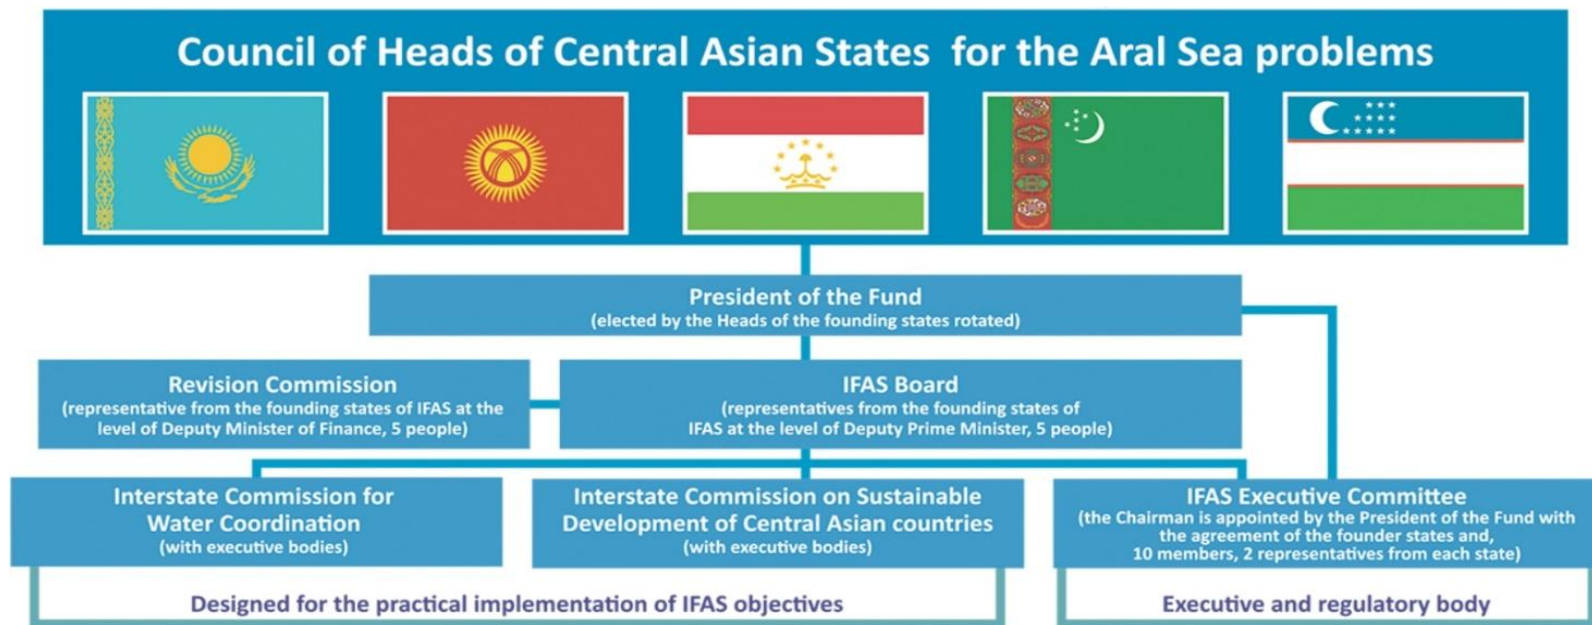 Council of Heads of Central Asian States for the Aral Sea problems
President of the Fund
(elected by the Heads of the founding states rotated)
Revision Commission
(representative from the founding states of IFAS at the
level of Deputy Minister of Finance, 5 people)
IFAS Board
(representatives from the founding states of
IFAS at the level of Deputy Prime Minister, 5 people)
Interstate Commission for
Water Coordination
(with executive bodies)
Interstate Commission on Sustainable
Development of Central Asian countries
(with executive bodies)
IFAS Executive Committee
(the Chairman is appointed by the President of the Fund with
the agreement of the founder states and,
10 members, 2 representatives from each state)
Designed for the practical implementation of IFAS objectives
Executive and regulatory body